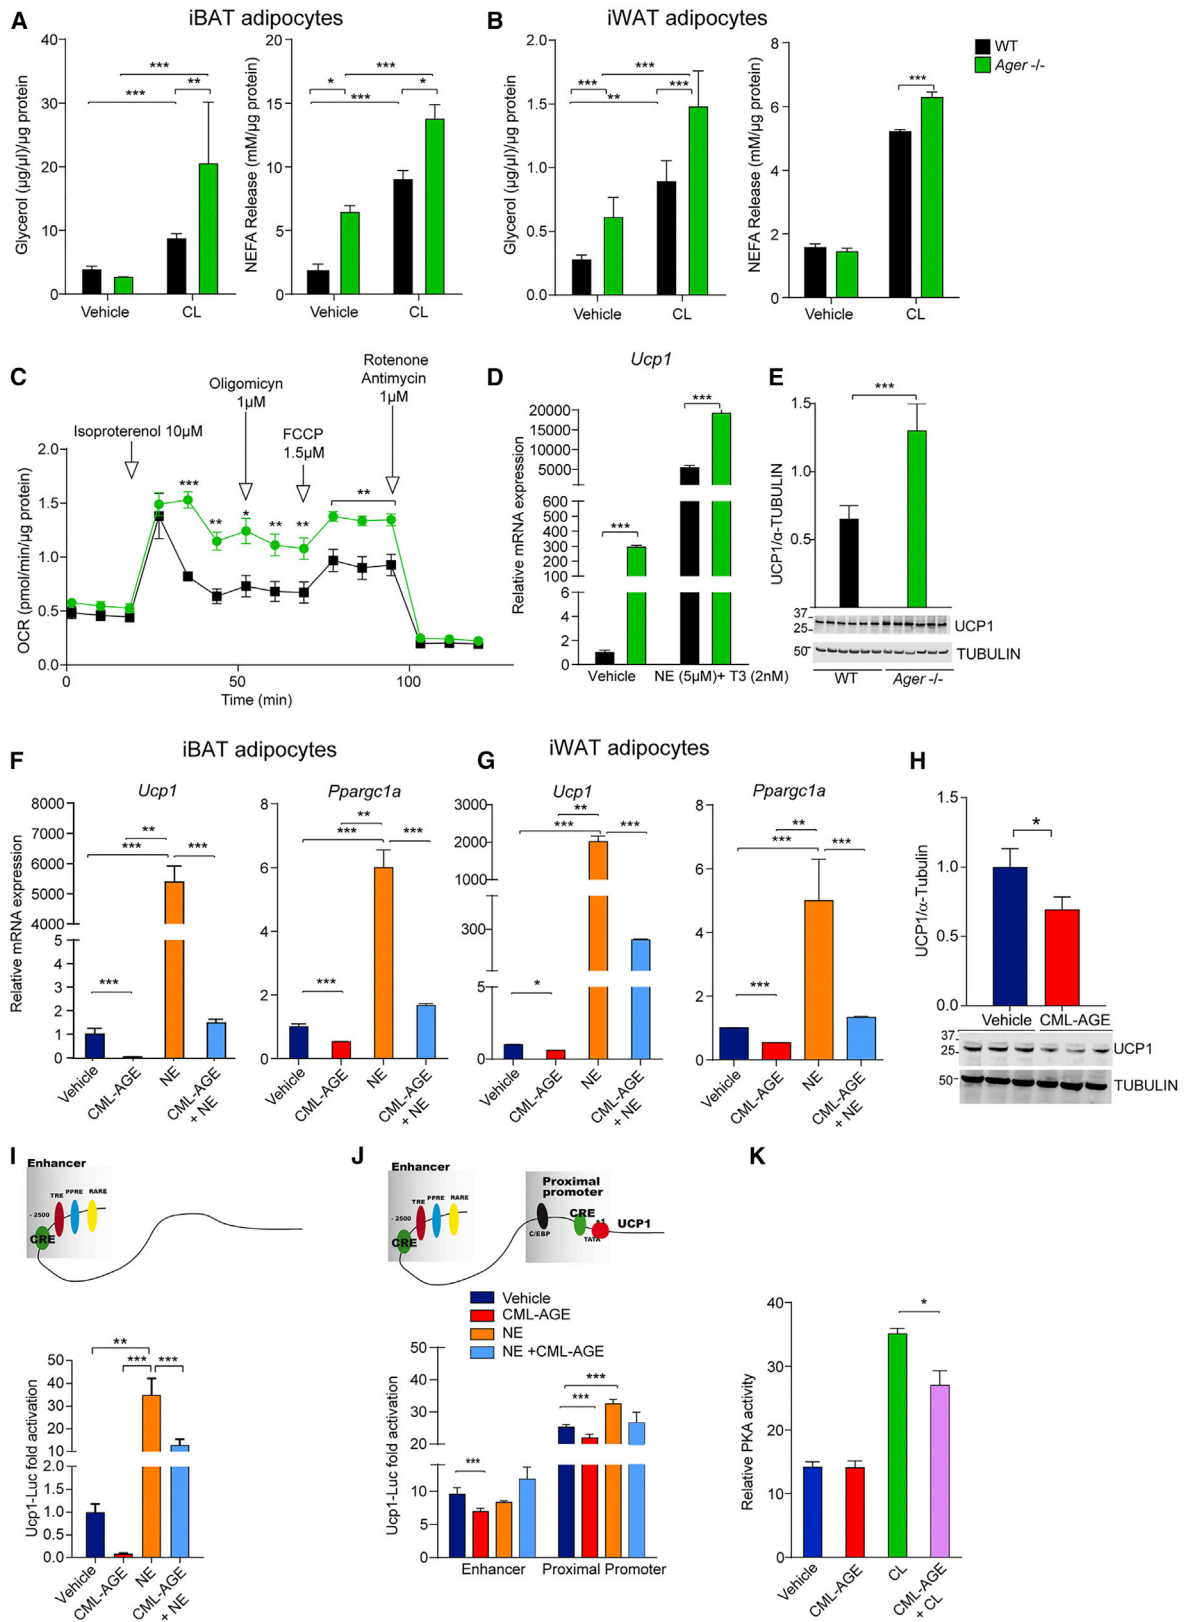 A iBAT adipocytes
B iWAT adipocytes
WT
Ager -/-
Glycerol (µg/µl)/µg protein
40
30
20
10
0
Vehicle CL
*** ** ***
NEFA Release (mM/µg protein)
20
15
10
5
0
Vehicle CL
*** * * ***
Glycerol (µg/µl)/µg protein
2.0
1.5
1.0
0.5
0.0
Vehicle CL
*** *** *** **
NEFA Release (mM/µg protein)
8
6
4
2
0
Vehicle CL
***
C
Isoproterenol 10µM
Oligomicyn
1µM
FCCP
1.5µM
Rotenone
Antimycin
1µM
OCR (pmol/min/µg protein)
2.0
1.5
1.0
0.5
0.0
*** ** * ** ** **
0 50 100
Time (min)
D Ucp1
Relative mRNA expression
20000
15000
10000
5000
600
500
400
300
200
100
6
4
2
0
*** ***
Vehicle NE (5µM)+ T3 (2nM)
E
UCP1/α-TUBULIN
1.5
1.0
0.5
***
37
25
50
UCP1
TUBULIN
WT Ager -/-
F iBAT adipocytes
G iWAT adipocytes
Ucp1
Relative mRNA expression
8000
7000
6000
5000
4000
5
4
3
2
1
0
** *** *** ***
Vehicle
CML-AGE
NE
CML-AGE
+ NE
Ppargc1a
8
6
4
2
0
** *** *** ***
Vehicle
CML-AGE
NE
CML-AGE
+ NE
Ucp1
3000
2000
1000
300
5
0
** *** *** *
Vehicle
CML-AGE
NE
CML-AGE
+ NE
Ppargc1a
8
6
4
2
0
** *** *** ***
Vehicle
CML-AGE
NE
CML-AGE
+ NE
H
UCP1/α-Tubulin
1.5
1.0
0.5
0.0
*
Vehicle CML-AGE
37
25
50
UCP1
TUBULIN
I
Enhancer
TRE PPRE RARE
- 2500
CRE
Ucp1-Luc fold activation
50
40
30
20
10
2.0
1.5
1.0
0.5
0.0
** *** ***
Vehicle
CML-AGE
NE
CML-AGE
+ NE
J
Enhancer
TRE PPRE RARE
- 2500
CRE
Proximal
promoter
CRE
+1
UCP1
C/EBP
TATA
Vehicle
CML-AGE
NE
NE +CML-AGE
Ucp1-Luc fold activation
50
40
30
20
10
5
0
*** *** ***
Enhancer Proximal Promoter
K
Relative PKA activity
40
30
20
10
0
*
Vehicle
CML-AGE
CL
CML-AGE
+ CL